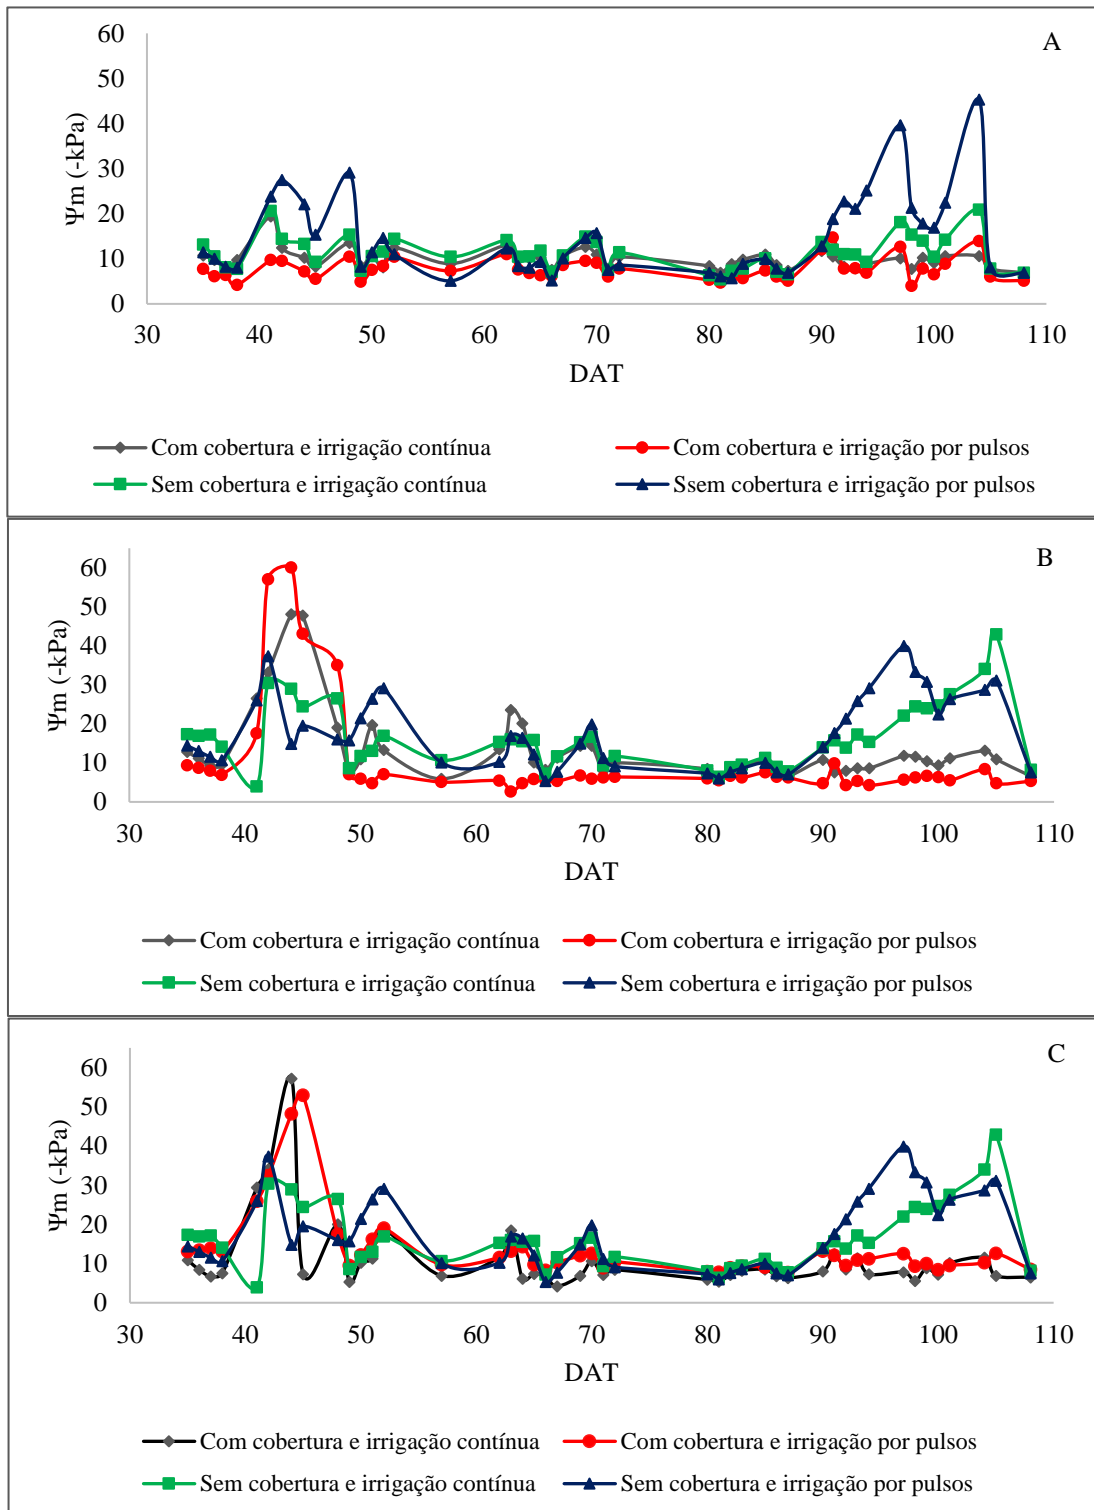 A
60
50
40
30
20
10
0
Ψm (-kPa)
30 40 50 60 70 80 90 100 110
DAT
Com cobertura e irrigação contínua Com cobertura e irrigação por pulsos
Sem cobertura e irrigação contínua Ssem cobertura e irrigação por pulsos
B
60
50
40
30
20
10
0
Ψm (-kPa)
30 40 50 60 70 80 90 100 110
DAT
Com cobertura e irrigação contínua Com cobertura e irrigação por pulsos
Sem cobertura e irrigação contínua Sem cobertura e irrigação por pulsos
C
60
50
40
30
20
10
0
Ψm (-kPa)
30 40 50 60 70 80 90 100 110
DAT
Com cobertura e irrigação contínua Com cobertura e irrigação por pulsos
Sem cobertura e irrigação contínua Sem cobertura e irrigação por pulsos